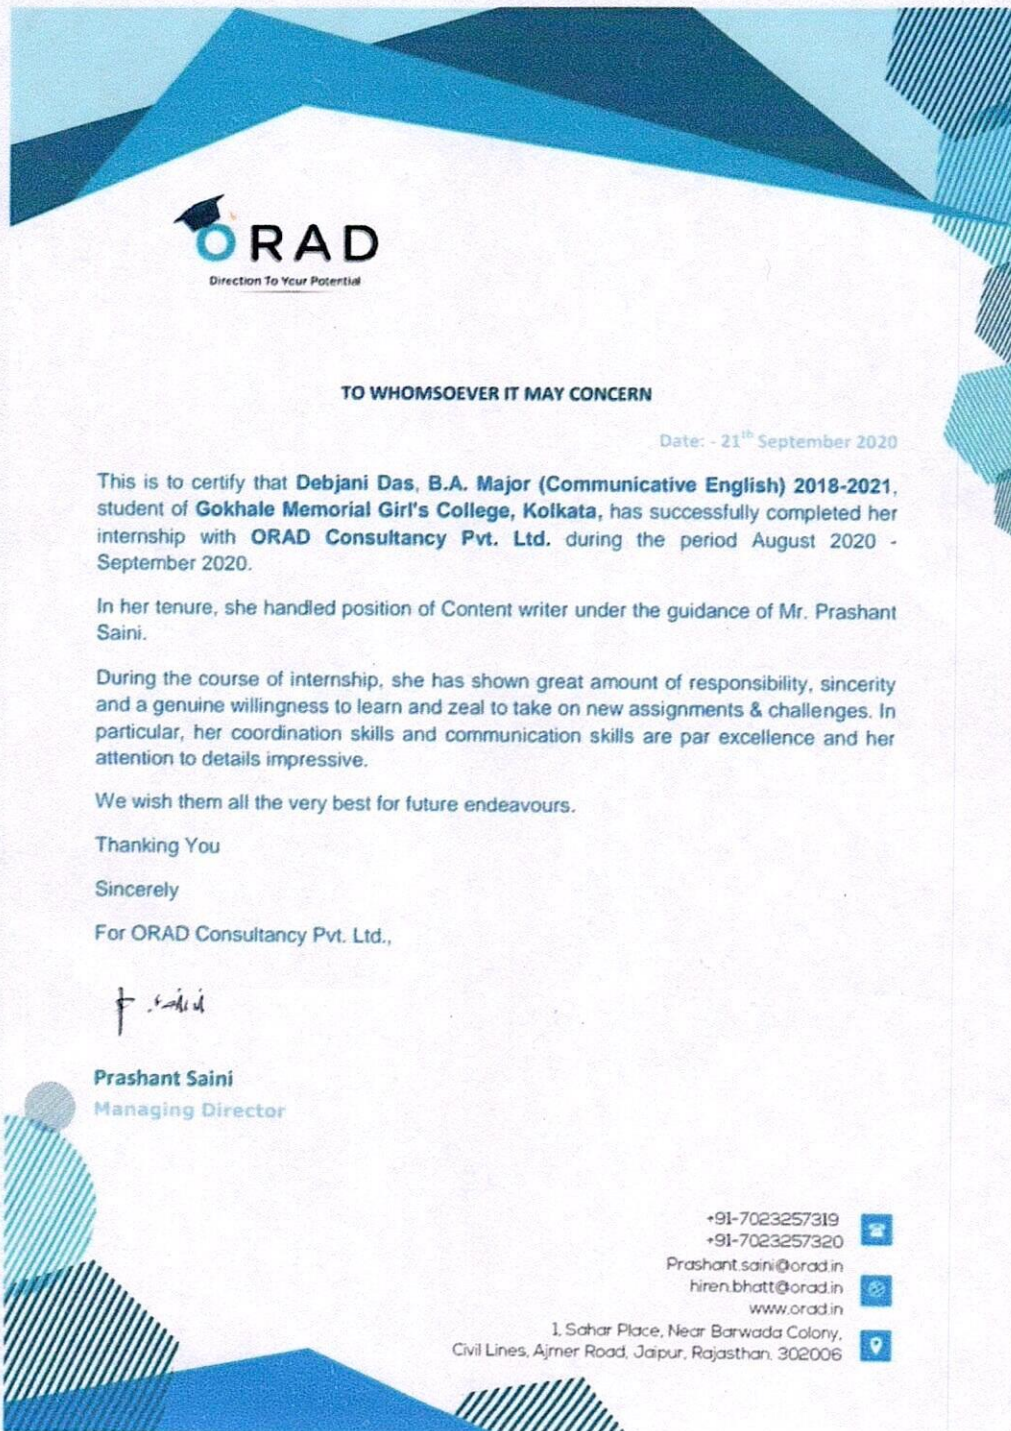 ORAD
Direction To Your Potential
TO WHOMSOEVER IT MAY CONCERN
Date: - 21th September 2020
This is to certify that Debjani Das, B.A. Major (Communicative English) 2018-2021,
student of Gokhale Memorial Girl's College, Kolkata, has successfully completed her
internship with ORAD Consultancy Pvt. Ltd. during the period August 2020 -
September 2020.
In her tenure, she handled position of Content writer under the guidance of Mr. Prashant
Saini.
During the course of internship, she has shown great amount of responsibility, sincerity
and a genuine willingness to learn and zeal to take on new assignments & challenges. In
particular, her coordination skills and communication skills are par excellence and her
attention to details impressive.
We wish them all the very best for future endeavours.
Thanking You
Sincerely
For ORAD Consultancy Pvt. Ltd.,
P. Saini
Prashant Saini
Managing Director
+91-7023257319
+91-7023257320
Prashant.saini@orad.in
hiren.bhatt@orad.in
www.orad.in
1, Sahar Place, Near Barwada Colony,
Civil Lines, Ajmer Road, Jaipur, Rajasthan. 302006